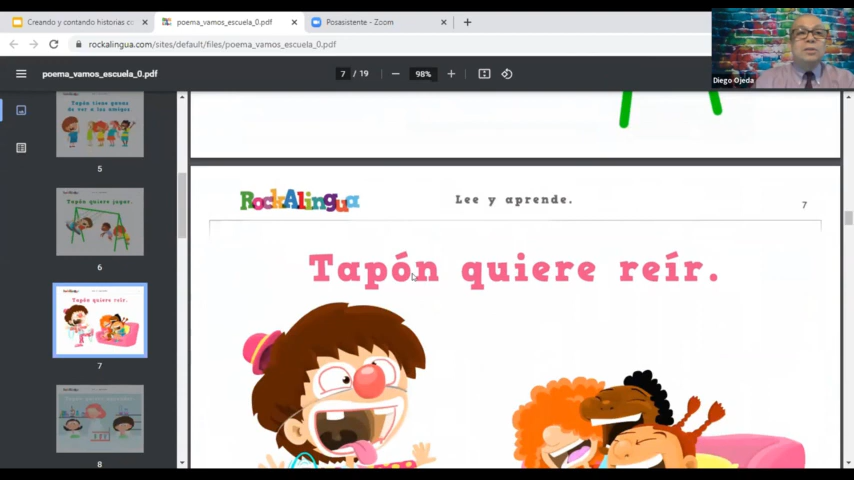 Creando y contando historias c
poema_vamos_escuela_0.pdf
Posasistente - Zoom
rockalingua.com/sites/default/files/poema_vamos_escuela_0.pdf
poema_vamos_escuela_0.pdf
7 / 19
98%
Diego Ojeda
Tapón tiene ganas
de ver a los amigos
5
Tapón quiere jugar.
6
Tapón quiere reír.
7
8
RockAlingua
Lee y aprende.
7
Tapón quiere reír.